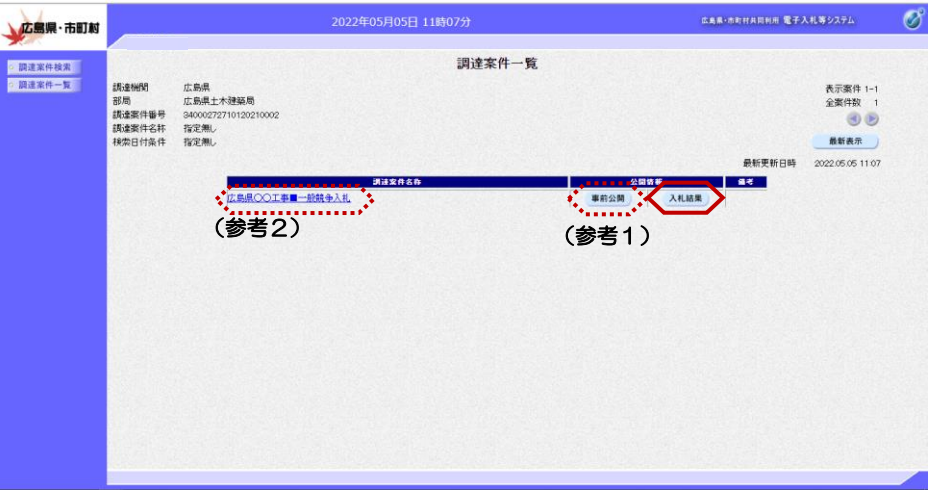 広島県・市町村
2022年05月05日 11時07分
広島県・市町村共同利用 電子入札等システム
調達案件検索
調達案件一覧
調達案件一覧
調達機関 広島県
部局 広島県土木建築局
調達案件番号 34000272710120210002
調達案件名称 指定無し
検索日付条件 指定無し
表示案件 1-1
全案件数 1
最新表示
最新更新日時 2022.05.05 11:07
調達案件名称 公開情報 備考
広島県〇〇工事■一般競争入札 事前公開 入札結果
（参考２） （参考１）